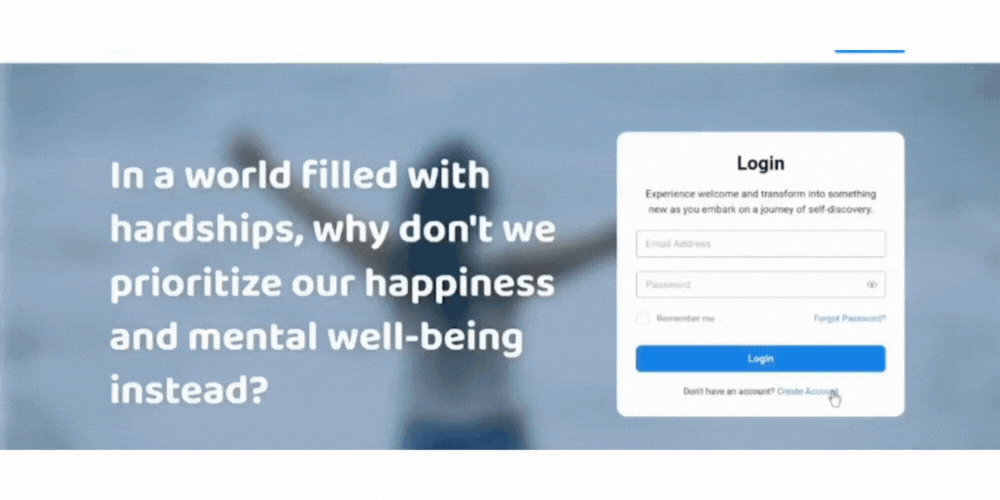 In a world filled with
hardships, why don't we
prioritize our happiness
and mental well-being
instead?
Login
Experience welcome and transform into something
new as you embark on a journey of self-discovery.
Email Address
Password
Remember me
Forgot Password?
Login
Don't have an account? Create Account